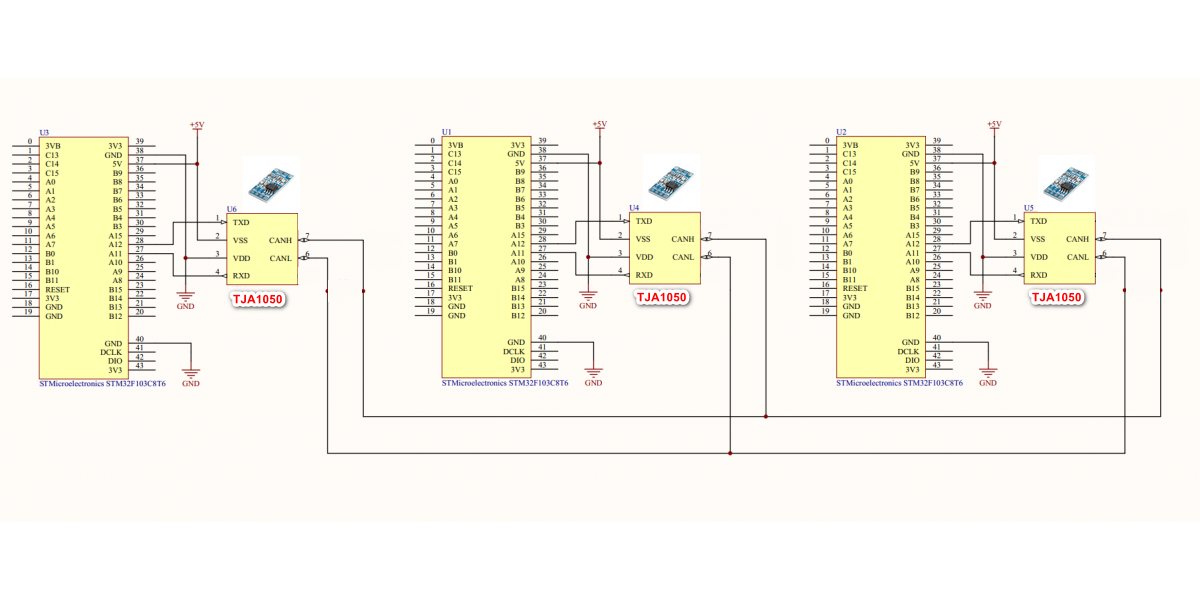 U3
0 3VB 3V3 39
1 C13 GND 38
2 C14 5V 37
3 C15 B9 36
4 A0 B8 35
5 A1 B7 34
6 A2 B6 33
7 A3 B5 32
8 A4 B4 31
9 A5 B3 30
10 A6 A15 29
11 A7 A12 28
12 B0 A11 27
13 B1 A10 26
14 B10 A9 25
15 B11 A8 24
16 RESET B15 23
17 3V3 B14 22
18 GND B13 21
19 GND B12 20
GND 40
DCLK 41
DIO 42
3V3 43
STMicroelectronics STM32F103C8T6
+5V
U6
1 TXD
2 VSS CANH 7
3 VDD CANL 6
4 RXD
TJA1050
GND
GND
U1
0 3VB 3V3 39
1 C13 GND 38
2 C14 5V 37
3 C15 B9 36
4 A0 B8 35
5 A1 B7 34
6 A2 B6 33
7 A3 B5 32
8 A4 B4 31
9 A5 B3 30
10 A6 A15 29
11 A7 A12 28
12 B0 A11 27
13 B1 A10 26
14 B10 A9 25
15 B11 A8 24
16 RESET B15 23
17 3V3 B14 22
18 GND B13 21
19 GND B12 20
GND 40
DCLK 41
DIO 42
3V3 43
STMicroelectronics STM32F103C8T6
+5V
U4
1 TXD
2 VSS CANH 7
3 VDD CANL 6
4 RXD
TJA1050
GND
GND
U2
0 3VB 3V3 39
1 C13 GND 38
2 C14 5V 37
3 C15 B9 36
4 A0 B8 35
5 A1 B7 34
6 A2 B6 33
7 A3 B5 32
8 A4 B4 31
9 A5 B3 30
10 A6 A15 29
11 A7 A12 28
12 B0 A11 27
13 B1 A10 26
14 B10 A9 25
15 B11 A8 24
16 RESET B15 23
17 3V3 B14 22
18 GND B13 21
19 GND B12 20
GND 40
DCLK 41
DIO 42
3V3 43
STMicroelectronics STM32F103C8T6
+5V
U5
1 TXD
2 VSS CANH 7
3 VDD CANL 6
4 RXD
TJA1050
GND
GND